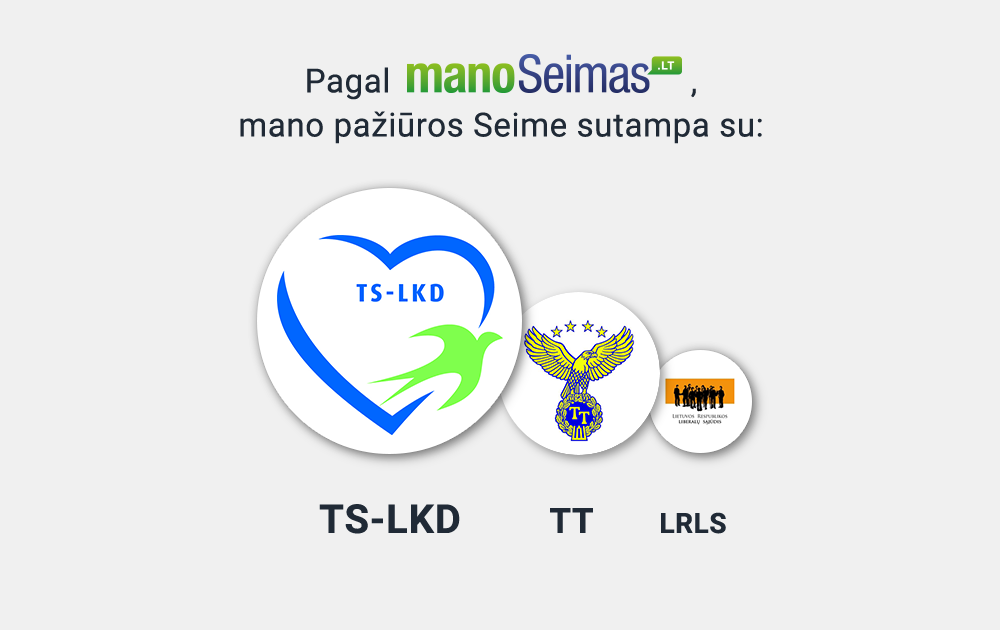 Pagal manoSeimas.LT ,
mano pažiūros Seime sutampa su:
TS-LKD
TT
LIETUVOS RESPUBLIKOS
LIBERALŲ SĄJŪDIS
TS-LKD
TT
LRLS